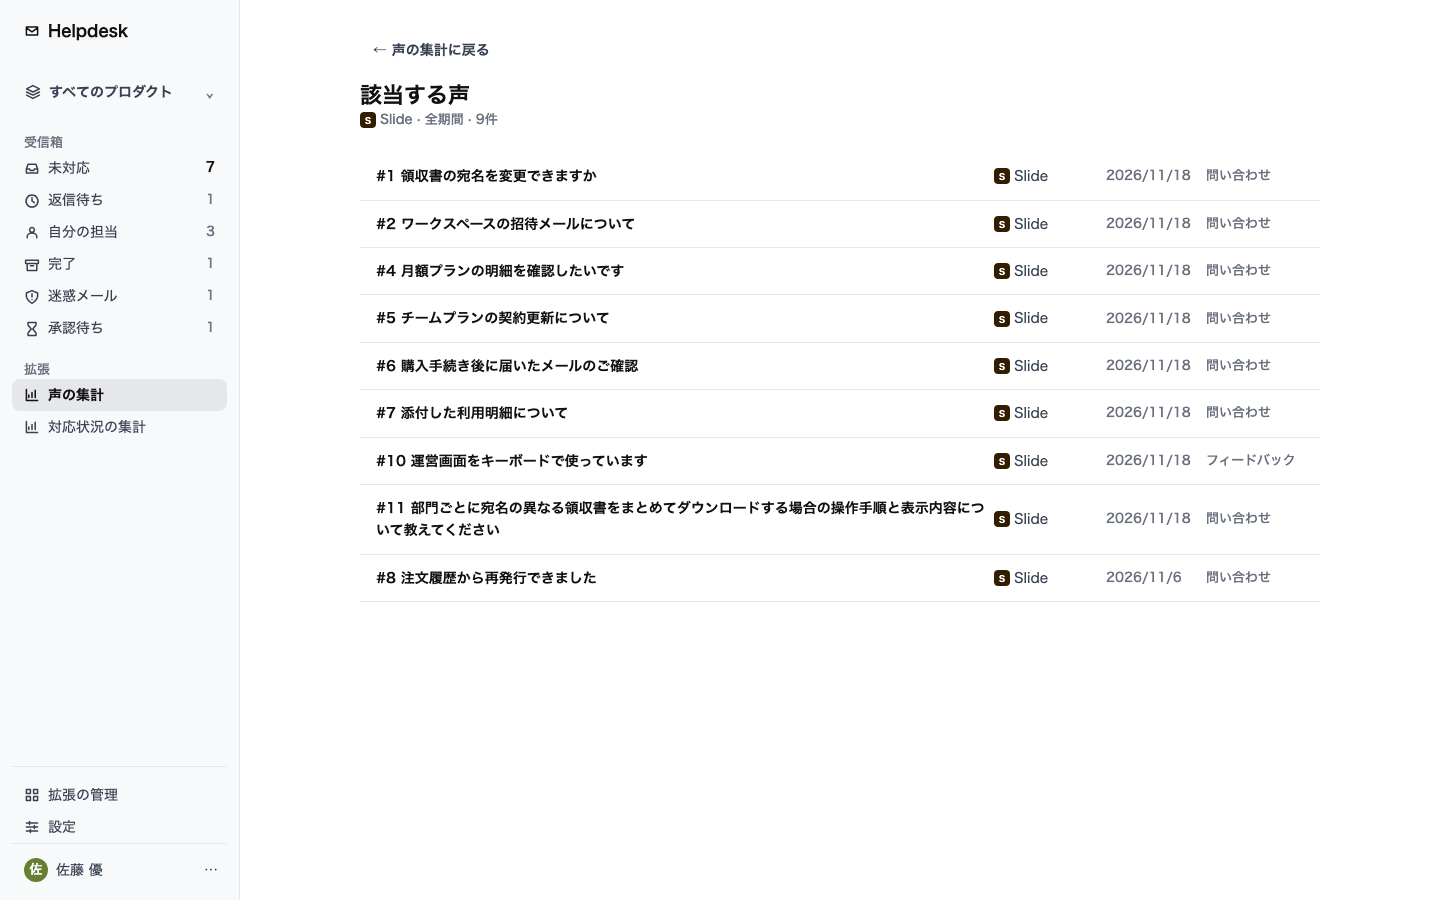 Helpdesk
すべてのプロダクト
受信箱
未対応 7
返信待ち 1
自分の担当 3
完了 1
迷惑メール 1
承認待ち 1
拡張
声の集計
対応状況の集計
拡張の管理
設定
佐 佐藤 優 …
← 声の集計に戻る
該当する声
S Slide · 全期間 · 9件
#1 領収書の宛名を変更できますか S Slide 2026/11/18 問い合わせ
#2 ワークスペースの招待メールについて S Slide 2026/11/18 問い合わせ
#4 月額プランの明細を確認したいです S Slide 2026/11/18 問い合わせ
#5 チームプランの契約更新について S Slide 2026/11/18 問い合わせ
#6 購入手続き後に届いたメールのご確認 S Slide 2026/11/18 問い合わせ
#7 添付した利用明細について S Slide 2026/11/18 問い合わせ
#10 運営画面をキーボードで使っています S Slide 2026/11/18 フィードバック
#11 部門ごとに宛名の異なる領収書をまとめてダウンロードする場合の操作手順と表示内容につ
いて教えてください S Slide 2026/11/18 問い合わせ
#8 注文履歴から再発行できました S Slide 2026/11/6 問い合わせ